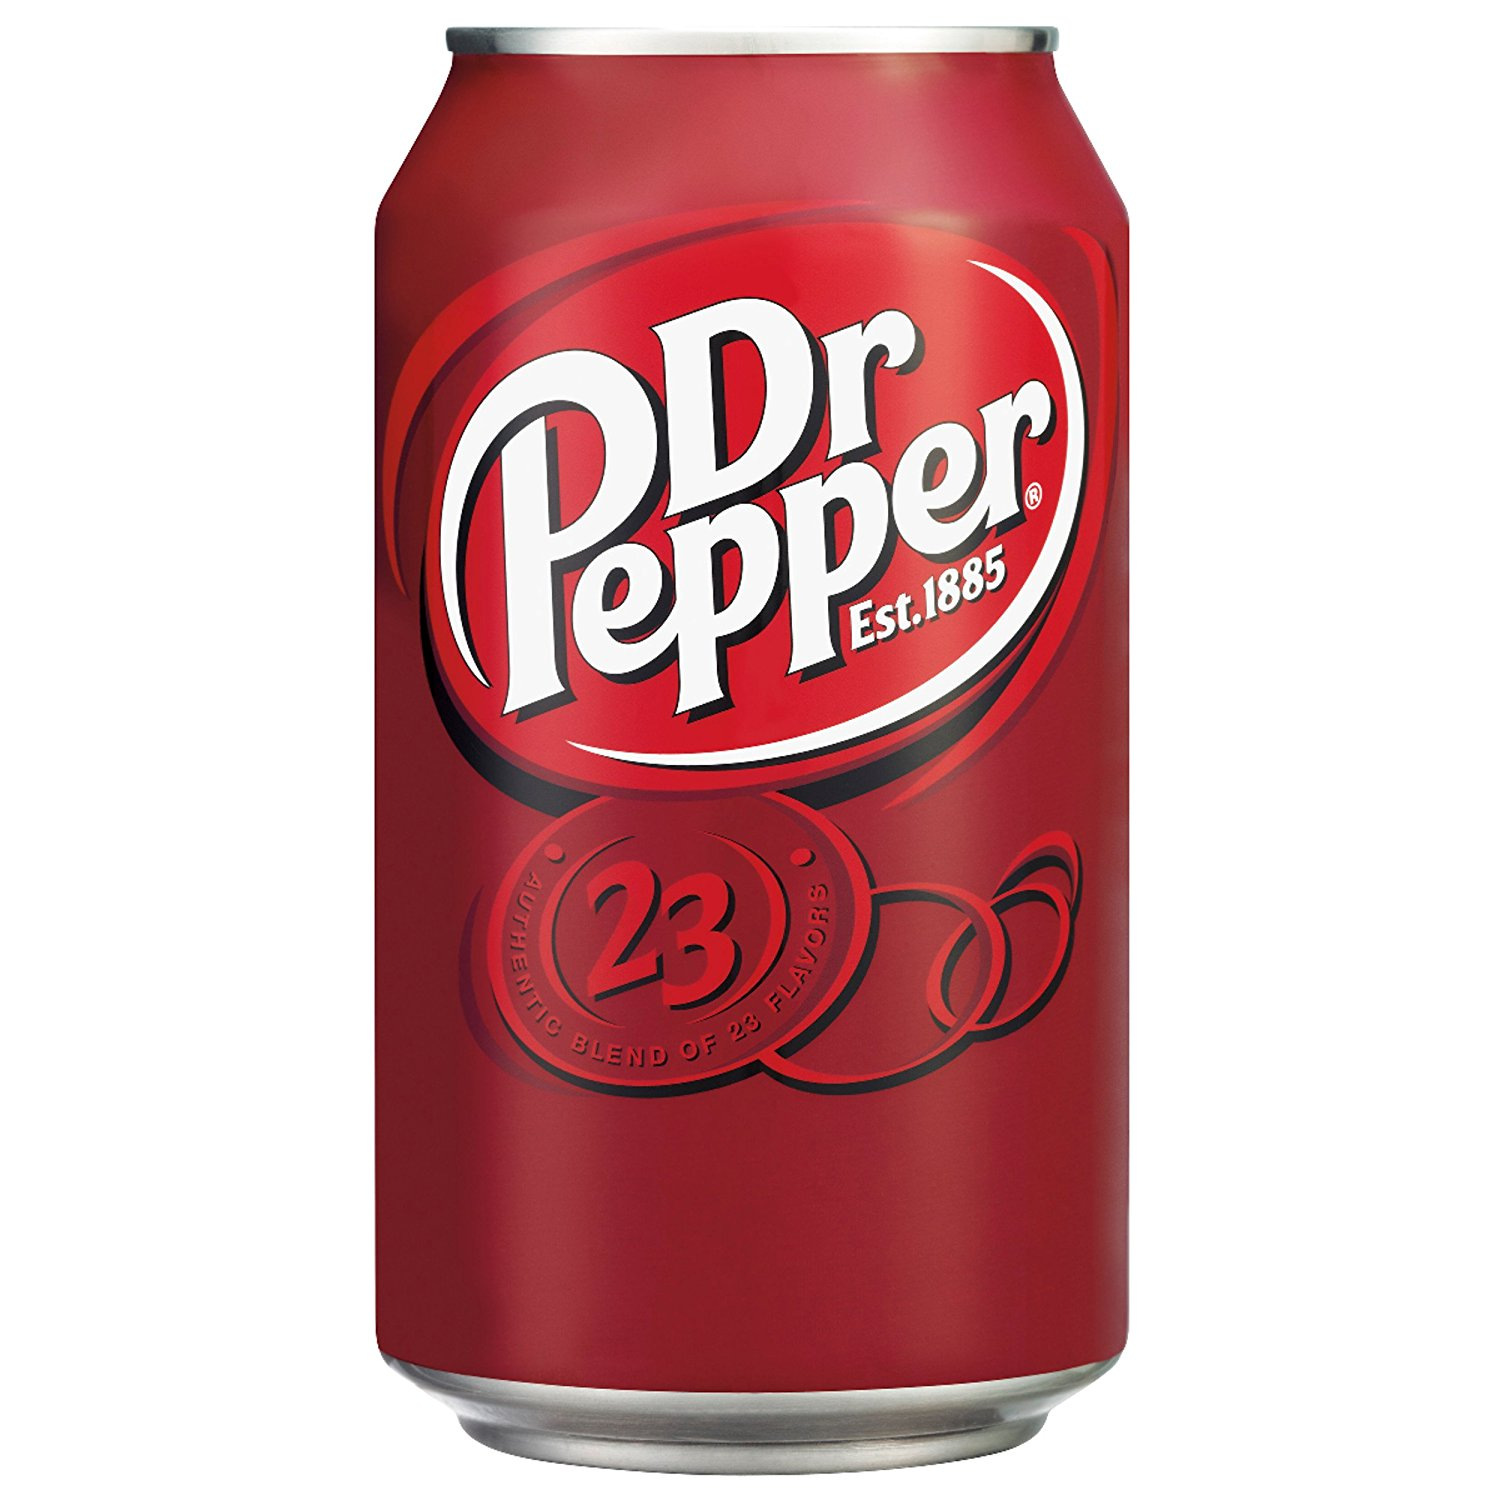 Dr
Pepper®
Est.1885
23
• AUTHENTIC BLEND OF 23 FLAVORS •